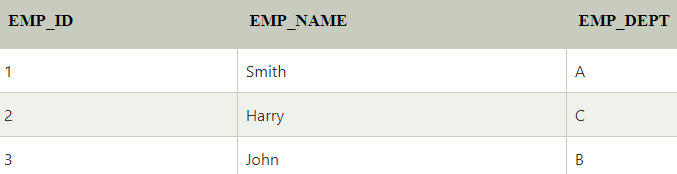 EMP_ID EMP_NAME EMP_DEPT
1 Smith A
2 Harry C
3 John B